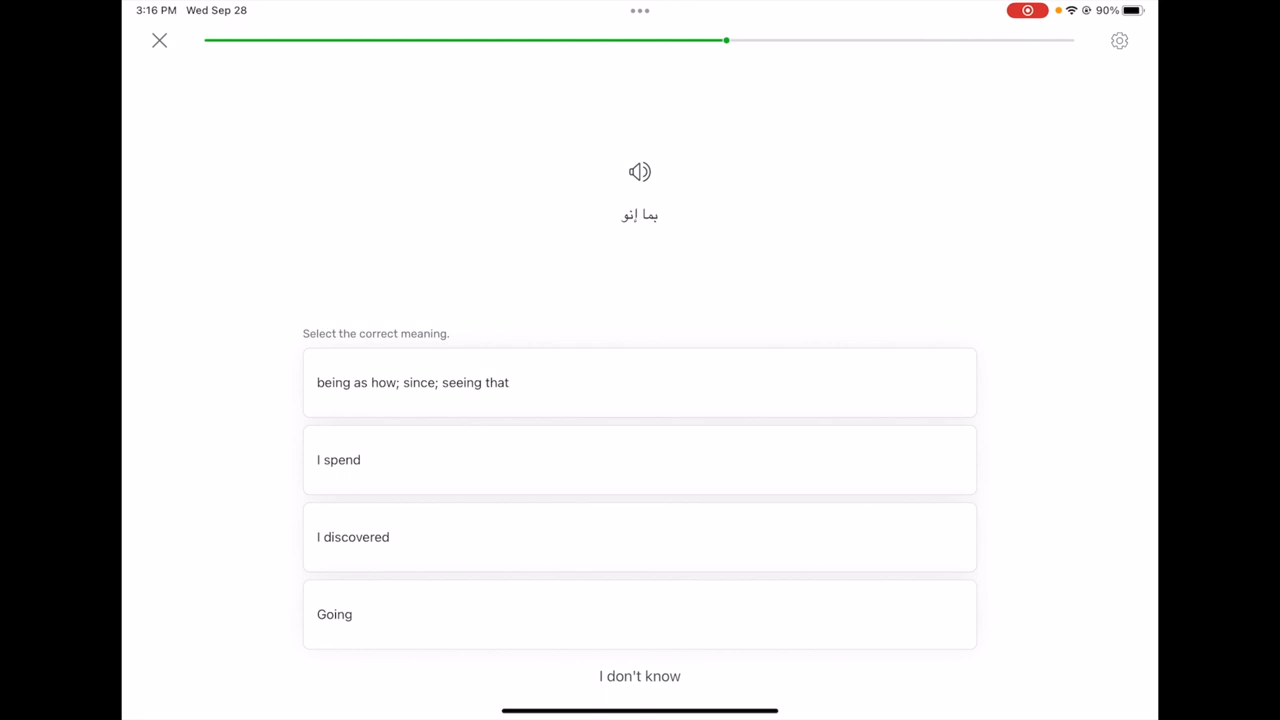 3:16 PM Wed Sep 28
90%
بما إنو
Select the correct meaning.
being as how; since; seeing that
I spend
I discovered
Going
I don't know